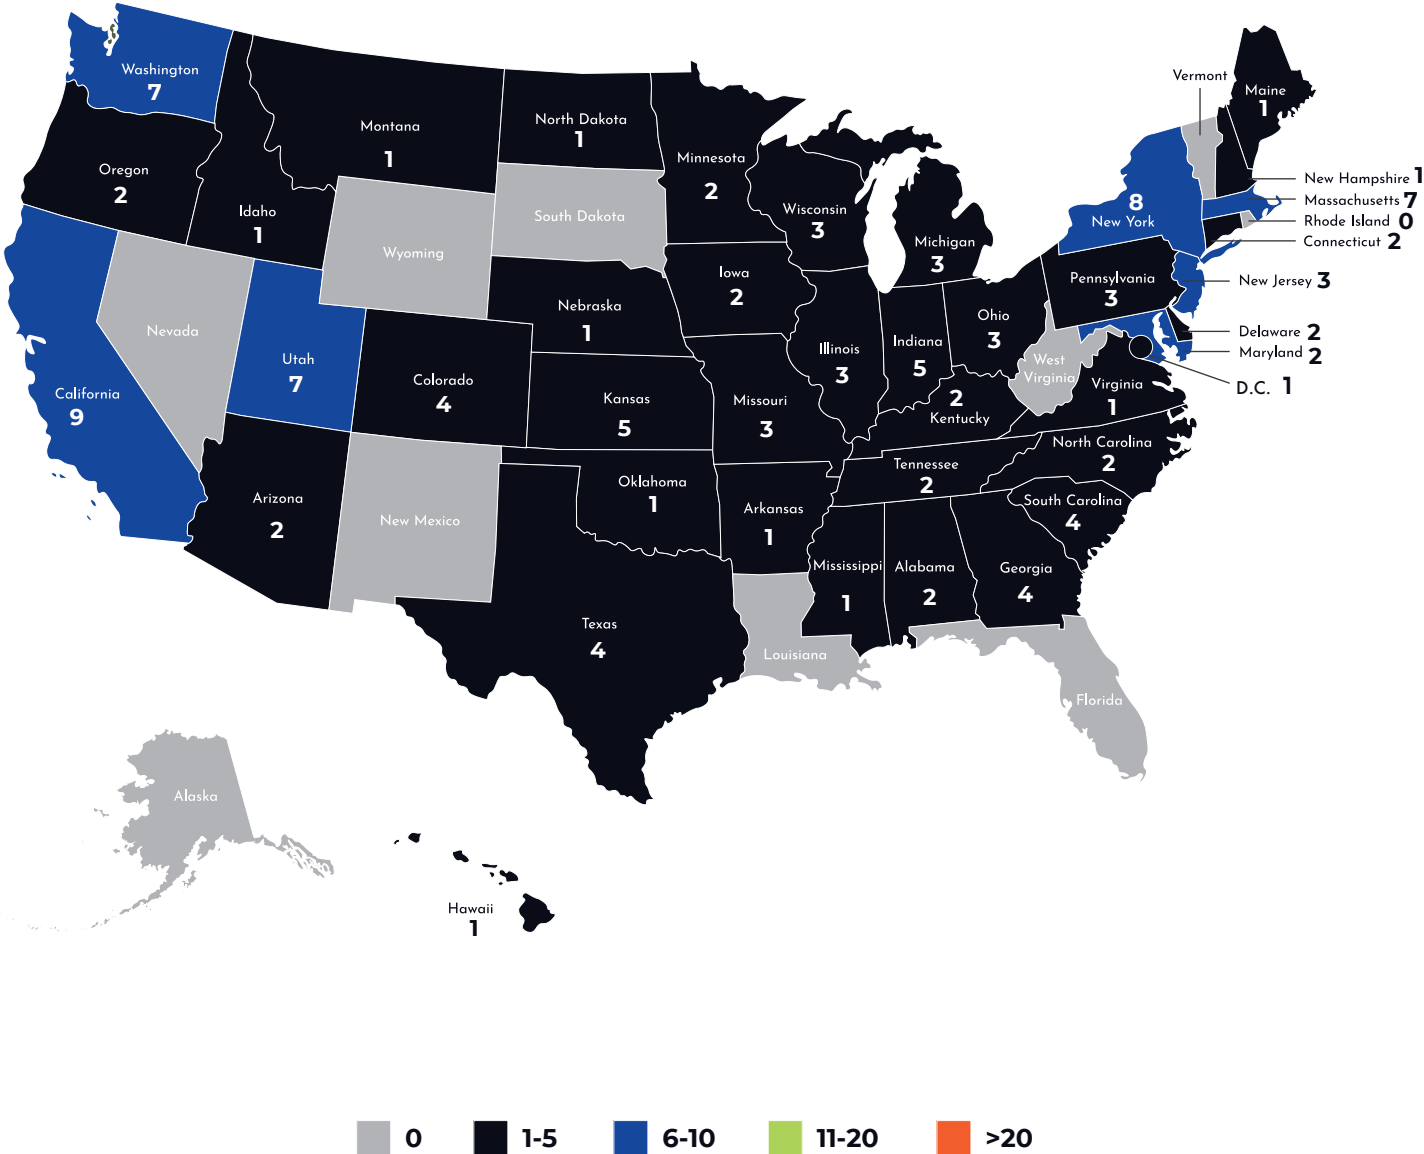 Vermont
Maine
1
Washington
7
Montana
1
North Dakota
1
Minnesota
2
Oregon
2
Idaho
1
South Dakota
Wisconsin
3
Michigan
3
8
New York
New Hampshire 1
Massachusetts 7
Rhode Island 0
Connecticut 2
Wyoming
Iowa
2
Nebraska
1
Pennsylvania
3
New Jersey 3
Nevada
Utah
7
Colorado
4
Illinois
3
Indiana
5
Ohio
3
Delaware 2
Maryland 2
D.C. 1
West
Virginia
Virginia
1
California
9
Kansas
5
Missouri
3
2
Kentucky
North Carolina
2
Tennessee
2
Arizona
2
New Mexico
Oklahoma
1
Arkansas
1
South Carolina
4
Mississippi
1
Alabama
2
Georgia
4
Texas
4
Louisiana
Florida
Alaska
Hawaii
1
0
1-5
6-10
11-20
>20